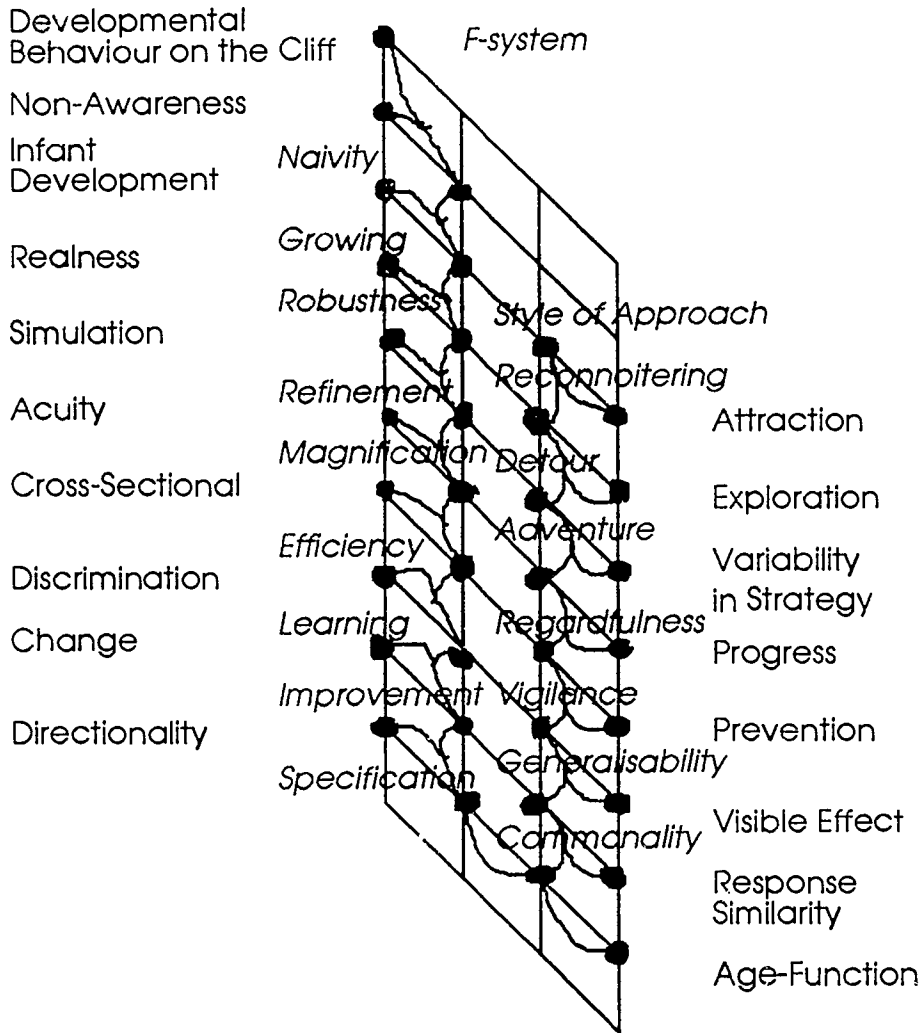 Developmental
Behaviour on the Cliff
F-system
Non-Awareness
Infant
Development
Naivity
Realness
Growing
Robustness
Style of Approach
Simulation
Refinement
Reconnoitering
Acuity
Attraction
Magnification
Detour
Cross-Sectional
Exploration
Efficiency
Adventure
Discrimination
Variability
in Strategy
Change
Learning
Regardfulness
Progress
Improvement
Vigilance
Directionality
Prevention
Specification
Generalisability
Commonality
Visible Effect
Response
Similarity
Age-Function